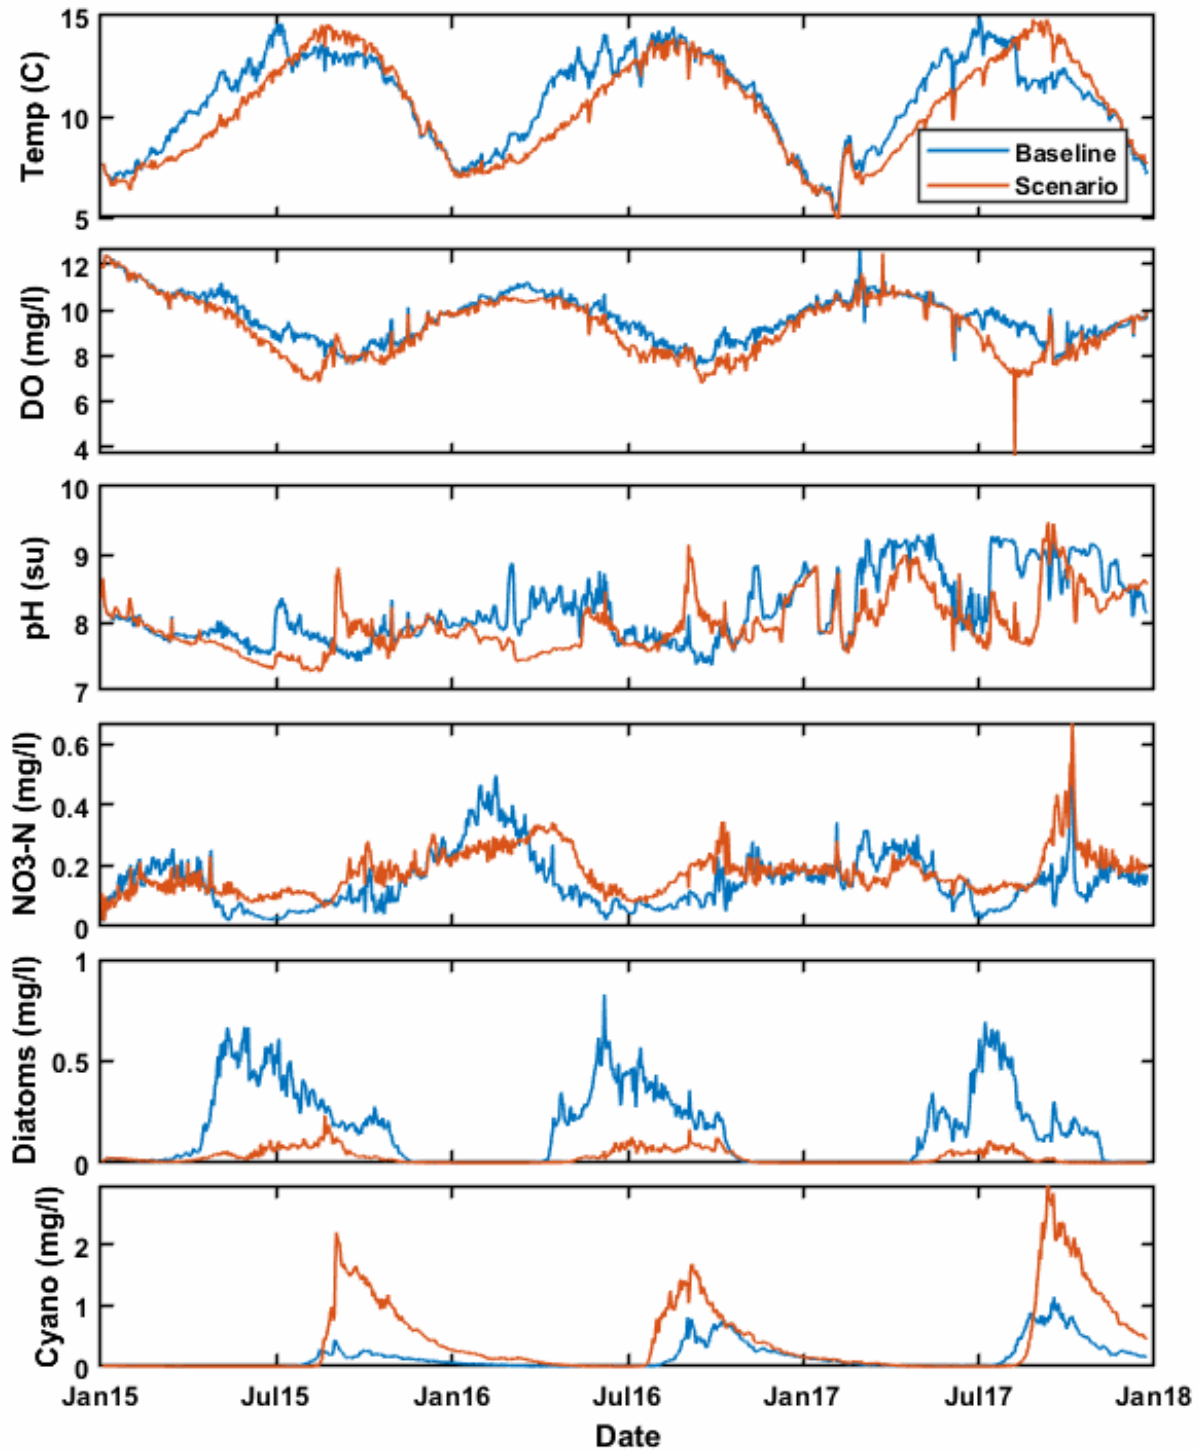 15
10
5
Temp (C)
Baseline
Scenario
12
10
8
6
4
DO (mg/l)
10
9
8
7
pH (su)
0.6
0.4
0.2
0
NO3-N (mg/l)
1
0.5
0
Diatoms (mg/l)
2
1
0
Cyano (mg/l)
Jan15 Jul15 Jan16 Jul16 Jan17 Jul17 Jan18
Date